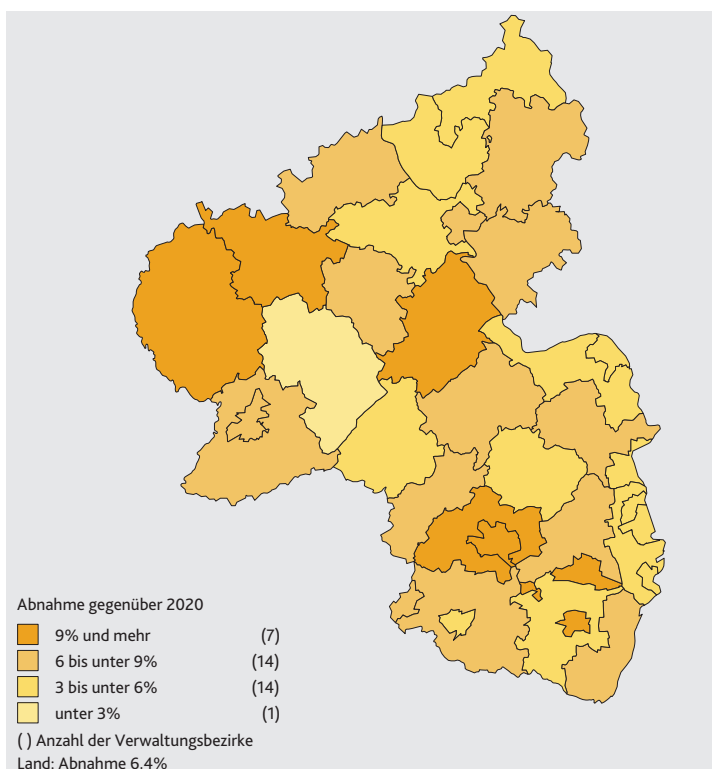 Abnahme gegenüber 2020
9% und mehr (7)
6 bis unter 9% (14)
3 bis unter 6% (14)
unter 3% (1)
( ) Anzahl der Verwaltungsbezirke
Land: Abnahme 6,4%